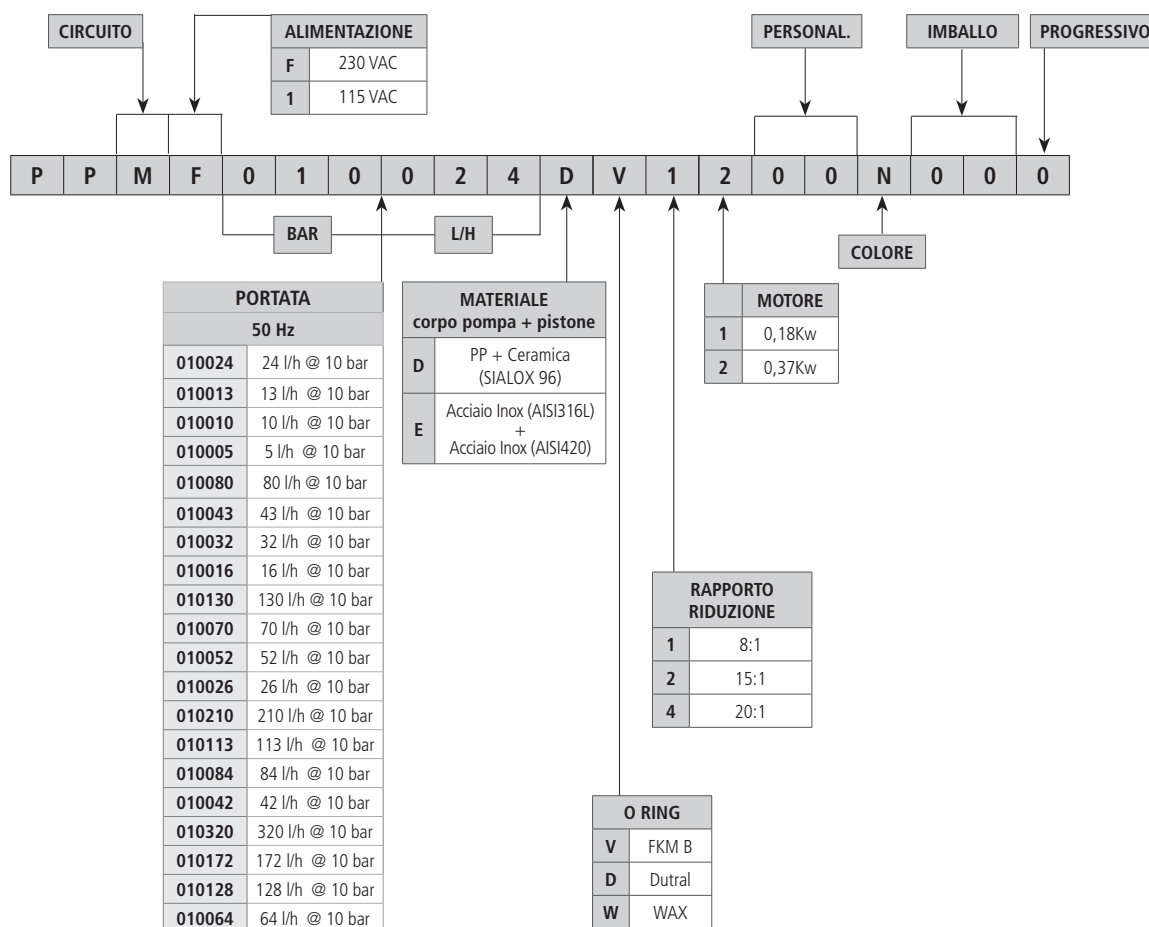 CIRCUITO
ALIMENTAZIONE
F 230 VAC
1 115 VAC
PERSONAL.
IMBALLO
PROGRESSIVO
P P M F 0 1 0 0 2 4 D V 1 2 0 0 N 0 0 0
BAR
L/H
COLORE
PORTATA
50 Hz
010024 24 l/h @ 10 bar
010013 13 l/h @ 10 bar
010010 10 l/h @ 10 bar
010005 5 l/h @ 10 bar
010080 80 l/h @ 10 bar
010043 43 l/h @ 10 bar
010032 32 l/h @ 10 bar
010016 16 l/h @ 10 bar
010130 130 l/h @ 10 bar
010070 70 l/h @ 10 bar
010052 52 l/h @ 10 bar
010026 26 l/h @ 10 bar
010210 210 l/h @ 10 bar
010113 113 l/h @ 10 bar
010084 84 l/h @ 10 bar
010042 42 l/h @ 10 bar
010320 320 l/h @ 10 bar
010172 172 l/h @ 10 bar
010128 128 l/h @ 10 bar
010064 64 l/h @ 10 bar
MATERIALE
corpo pompa + pistone
D PP + Ceramica
(SIALOX 96)
E Acciaio Inox (AISI316L)
+
Acciaio Inox (AISI420)
MOTORE
1 0,18Kw
2 0,37Kw
RAPPORTO
RIDUZIONE
1 8:1
2 15:1
4 20:1
O RING
V FKM B
D Dutral
W WAX